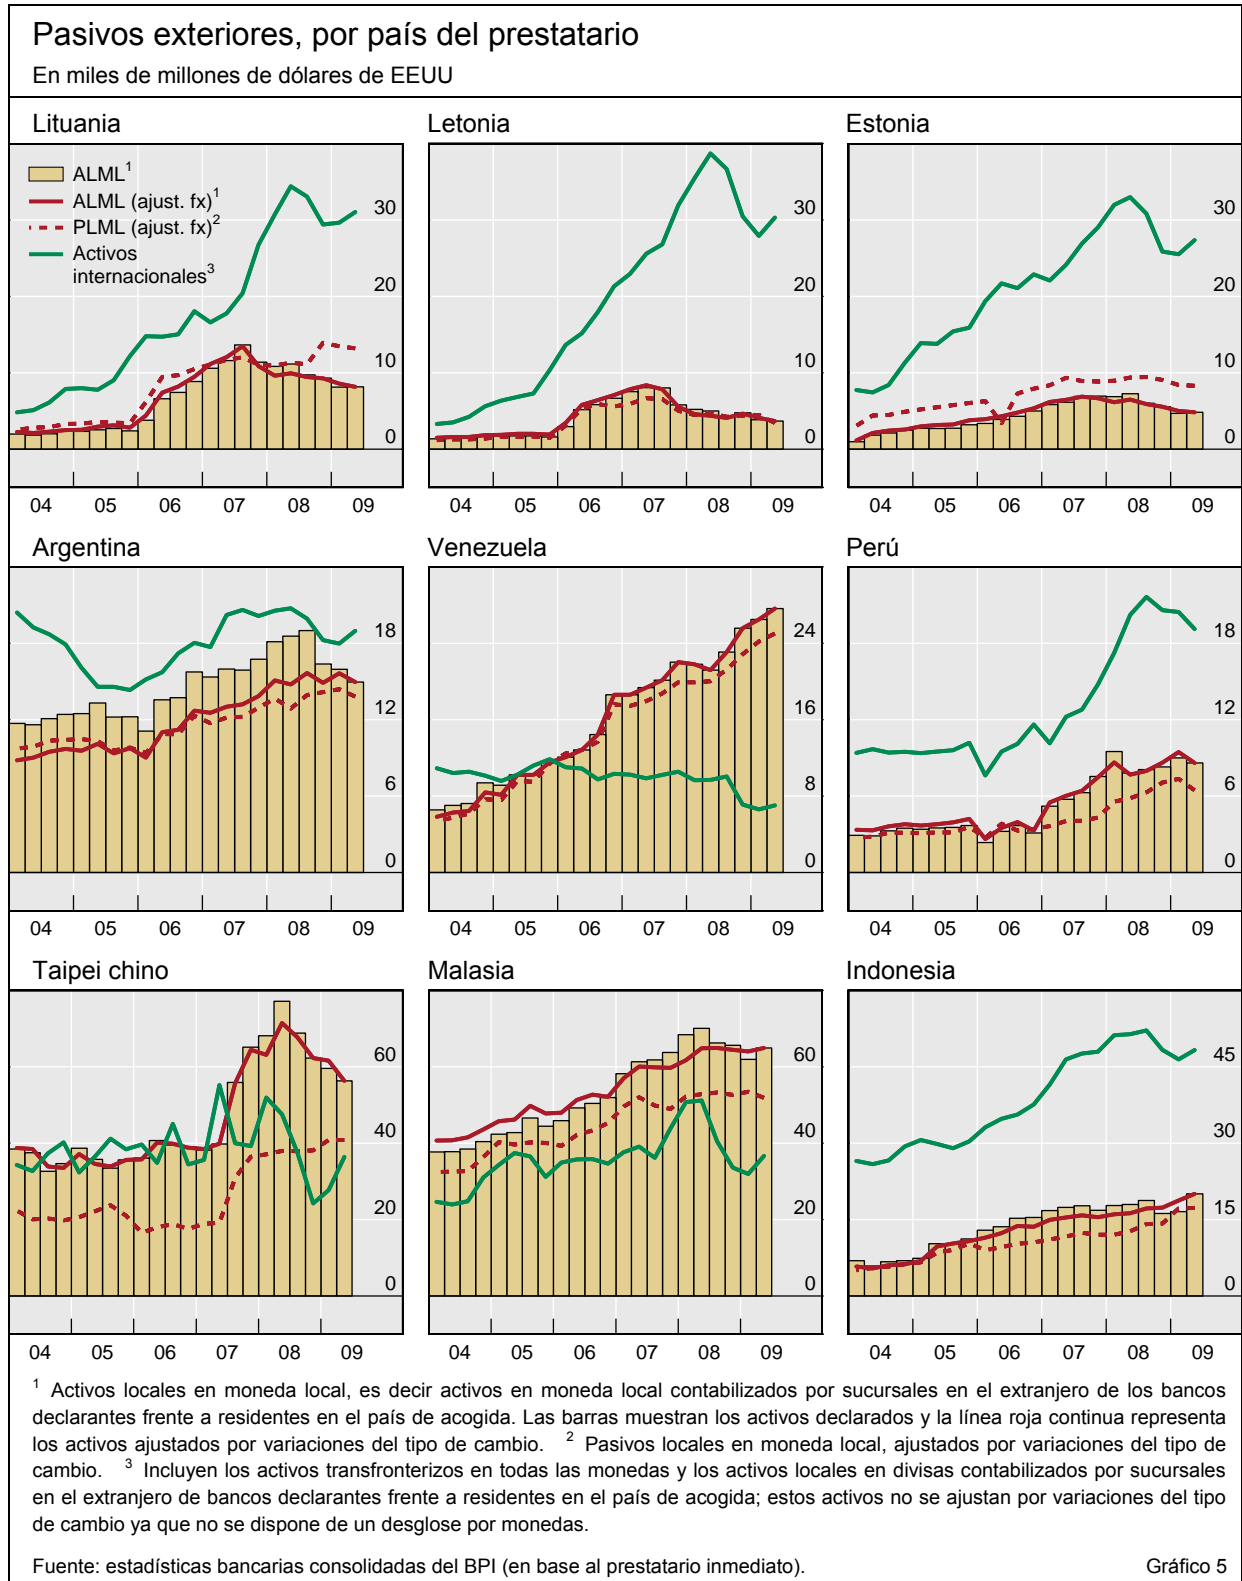 Pasivos exteriores, por país del prestatario
En miles de millones de dólares de EEUU
Lituania
Letonia
Estonia
ALML1
ALML (ajust. fx)1
PLML (ajust. fx)2
Activos
internacionales3
30
20
10
0
30
20
10
0
30
20
10
0
04 05 06 07 08 09
04 05 06 07 08 09
04 05 06 07 08 09
Argentina
Venezuela
Perú
18
12
6
0
24
16
8
0
18
12
6
0
04 05 06 07 08 09
04 05 06 07 08 09
04 05 06 07 08 09
Taipei chino
Malasia
Indonesia
60
40
20
0
60
40
20
0
45
30
15
0
04 05 06 07 08 09
04 05 06 07 08 09
04 05 06 07 08 09
1 Activos locales en moneda local, es decir activos en moneda local contabilizados por sucursales en el extranjero de los bancos
declarantes frente a residentes en el país de acogida. Las barras muestran los activos declarados y la línea roja continua representa
los activos ajustados por variaciones del tipo de cambio. 2 Pasivos locales en moneda local, ajustados por variaciones del tipo de
cambio. 3 Incluyen los activos transfronterizos en todas las monedas y los activos locales en divisas contabilizados por sucursales
en el extranjero de bancos declarantes frente a residentes en el país de acogida; estos activos no se ajustan por variaciones del tipo
de cambio ya que no se dispone de un desglose por monedas.
Fuente: estadísticas bancarias consolidadas del BPI (en base al prestatario inmediato).
Gráfico 5